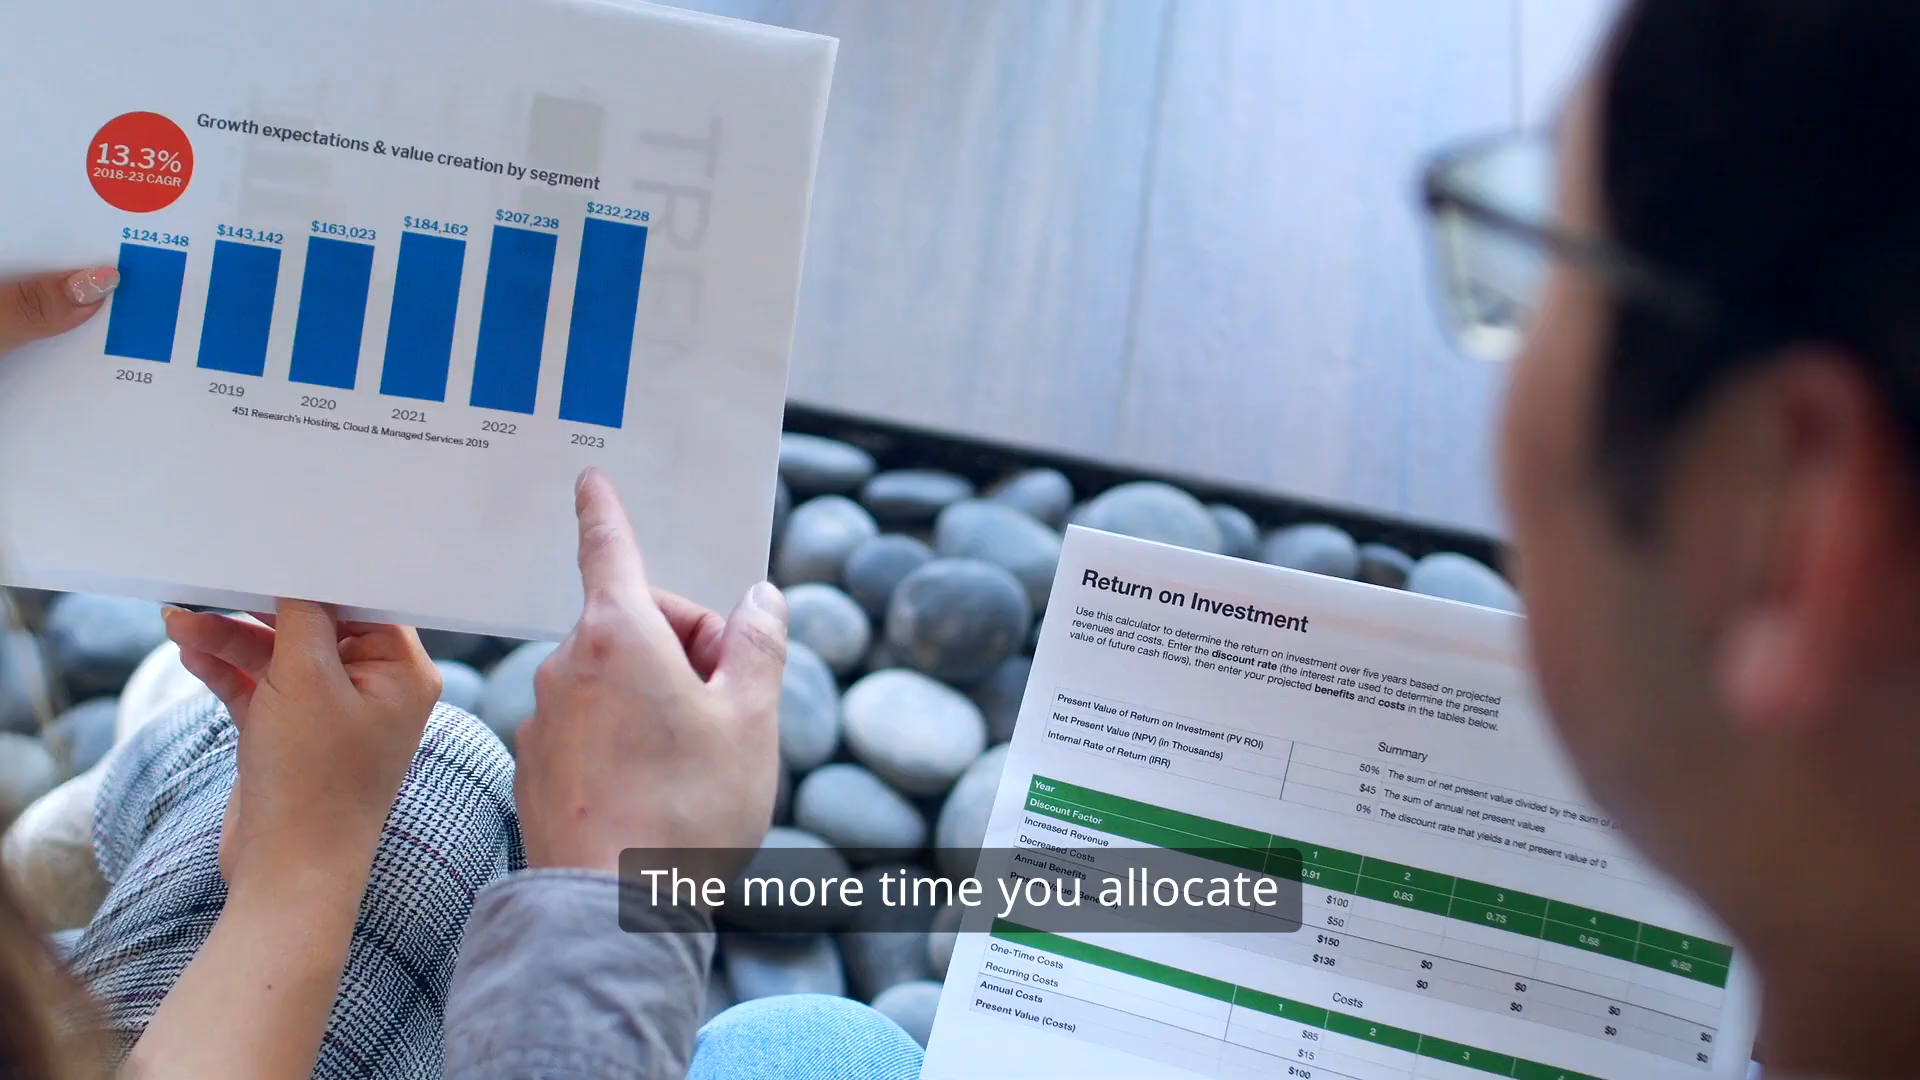 13.3%
2018-23 CAGR
Growth expectations & value creation by segment
$124,348
$143,142
$163,023
$184,162
$207,238
$232,228
2018
2019
2020
2021
2022
2023
451 Research's Hosting, Cloud & Managed Services 2019
TREN
Return on Investment
Use this calculator to determine the return on investment over five years based on projected
revenues and costs. Enter the discount rate (the interest rate used to determine the present
value of future cash flows), then enter your projected benefits and costs in the tables below.
Summary
Present Value of Return on Investment (PV ROI)
50% The sum of net present value divided by the sum of
Net Present Value (NPV) (in Thousands)
$45 The sum of annual net present values
Internal Rate of Return (IRR)
0% The discount rate that yields a net present value of 0
Year 1 2 3 4 5
Discount Factor 0.91 0.83 0.75 0.68 0.62
Increased Revenue $100
Decreased Costs $50
Annual Benefits $150 $0 $0 $0 $0
Present Value (Benefits) $136 $0 $0 $0 $0
Costs
1 2 3 4
One-Time Costs $85
Recurring Costs $15
Annual Costs $100
Present Value (Costs)
The more time you allocate